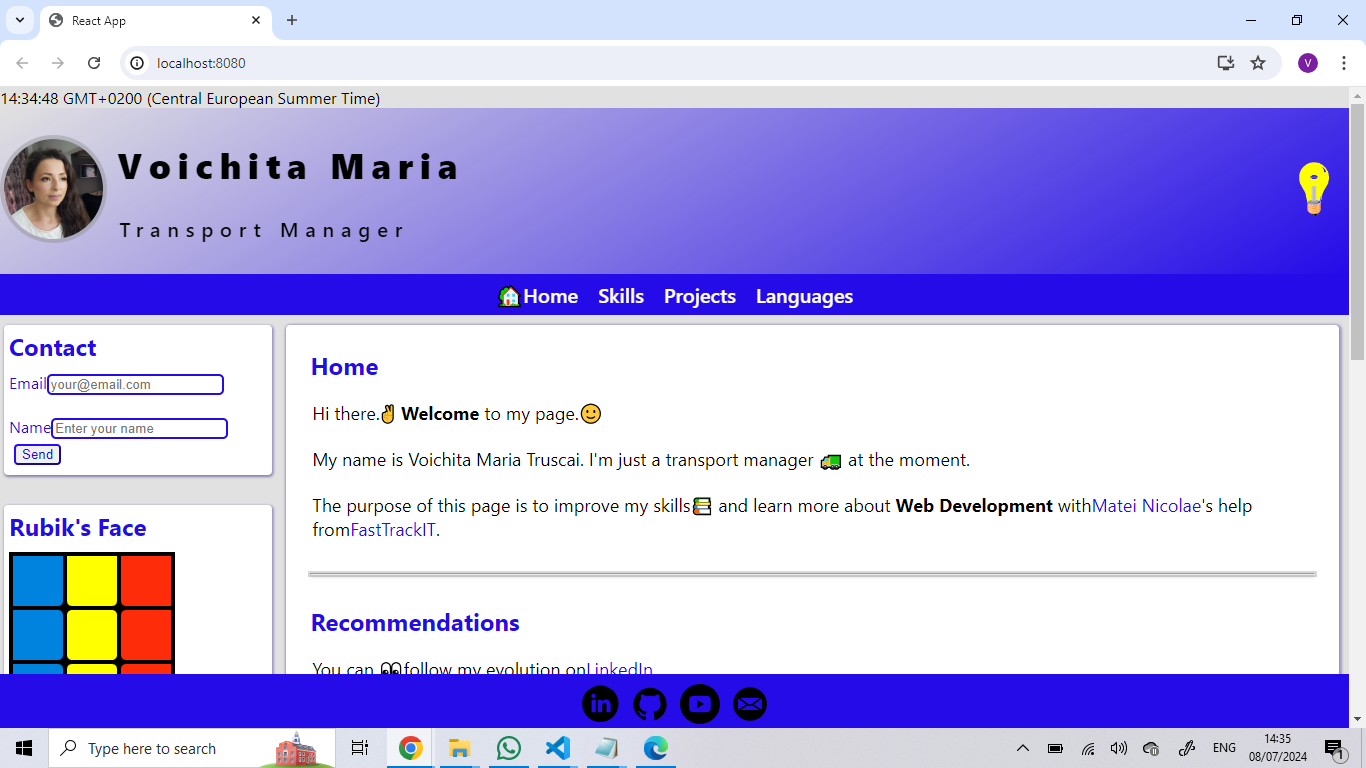 React App
localhost:8080
V
14:34:48 GMT+0200 (Central European Summer Time)
Voichita Maria
Transport Manager
Home Skills Projects Languages
Contact
Email your@email.com
Name Enter your name
Send
Rubik's Face
Home
Hi there.✌ Welcome to my page.🙂
My name is Voichita Maria Truscai. I'm just a transport manager 🚛 at the moment.
The purpose of this page is to improve my skills📚 and learn more about Web Development withMatei Nicolae's help
fromFastTrackIT.
Recommendations
You can 👀follow my evolution onLinkedIn
in
Type here to search
ENG
14:35
08/07/2024
1